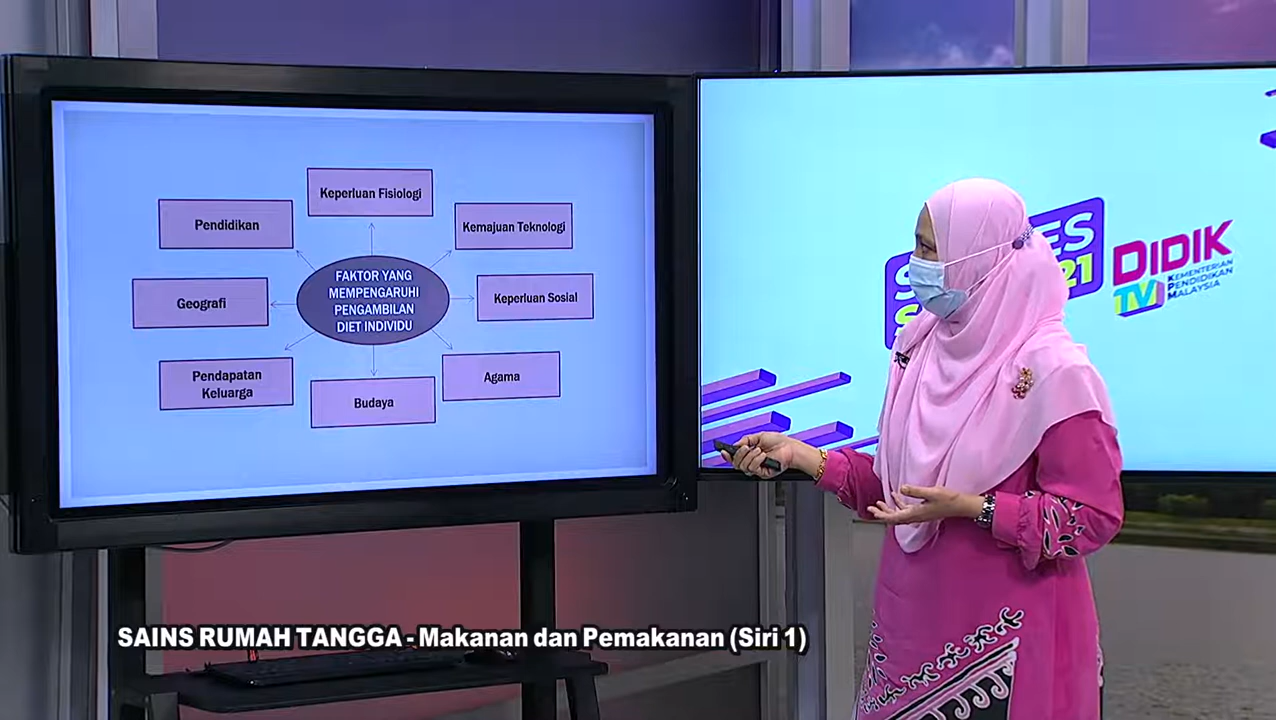 Keperluan Fisiologi
Pendidikan
Kemajuan Teknologi
FAKTOR YANG
MEMPENGARUHI
PENGAMBILAN
DIET INDIVIDU
Geografi
Keperluan Sosial
Pendapatan
Keluarga
Budaya
Agama
DIDIK
TV
KEMENTERIAN
PENDIDIKAN
MALAYSIA
SAINS RUMAH TANGGA - Makanan dan Pemakanan (Siri 1)